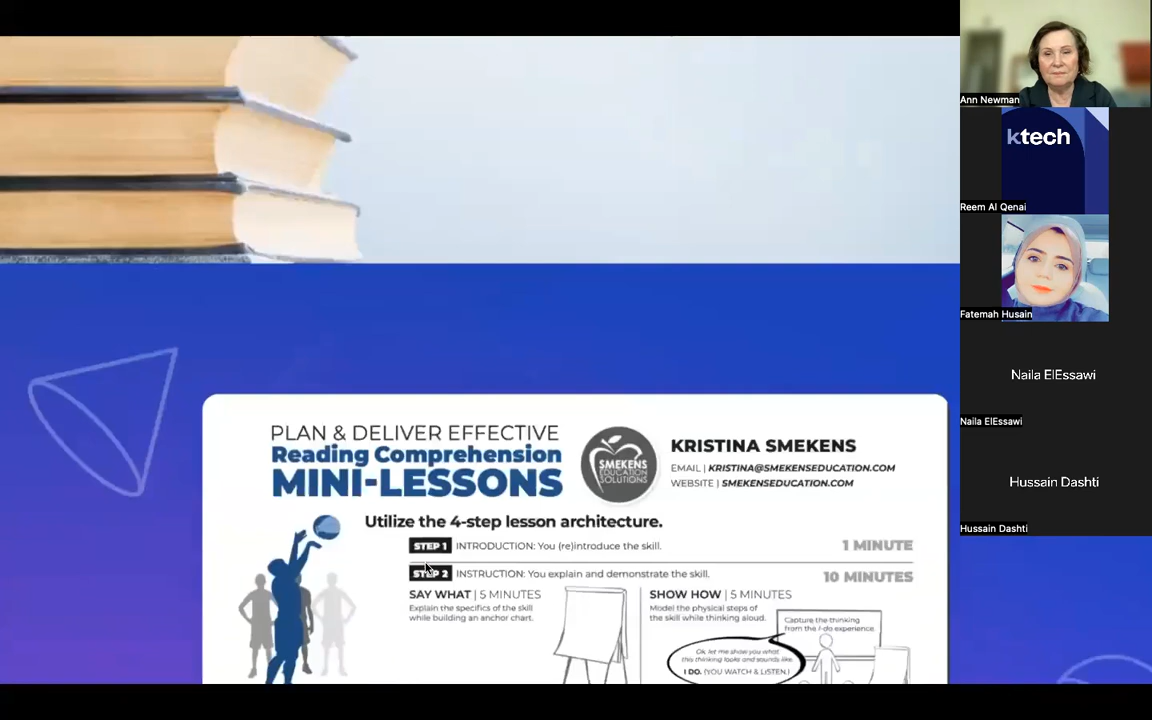 Ann Newman
ktech
Reem Al Qenai
Fatemah Husain
Naila ElEssawi
Naila ElEssawi
Hussain Dashti
Hussain Dashti
PLAN & DELIVER EFFECTIVE
Reading Comprehension
MINI-LESSONS
SMEKENS
EDUCATION
SOLUTIONS
KRISTINA SMEKENS
EMAIL | KRISTINA@SMEKENSEDUCATION.COM
WEBSITE | SMEKENSEDUCATION.COM
Utilize the 4-step lesson architecture.
STEP 1 INTRODUCTION: You (re)introduce the skill. 1 MINUTE
STEP 2 INSTRUCTION: You explain and demonstrate the skill. 10 MINUTES
SAY WHAT | 5 MINUTES
Explain the specifics of the skill
while building an anchor chart.
SHOW HOW | 5 MINUTES
Model the physical steps of
the skill while thinking aloud.
Capture the thinking
from the I-do experience.
Ok, let me show you what
this thinking looks and sounds like.
I DO. (YOU WATCH & LISTEN.)